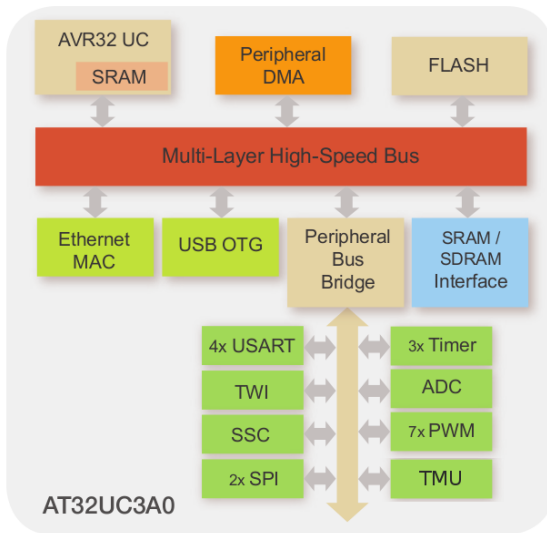 AVR32 UC
SRAM
Peripheral
DMA
FLASH
Multi-Layer High-Speed Bus
Ethernet
MAC
USB OTG
Peripheral
Bus
Bridge
SRAM /
SDRAM
Interface
4x USART
3x Timer
TWI
ADC
SSC
7x PWM
2x SPI
TMU
AT32UC3A0